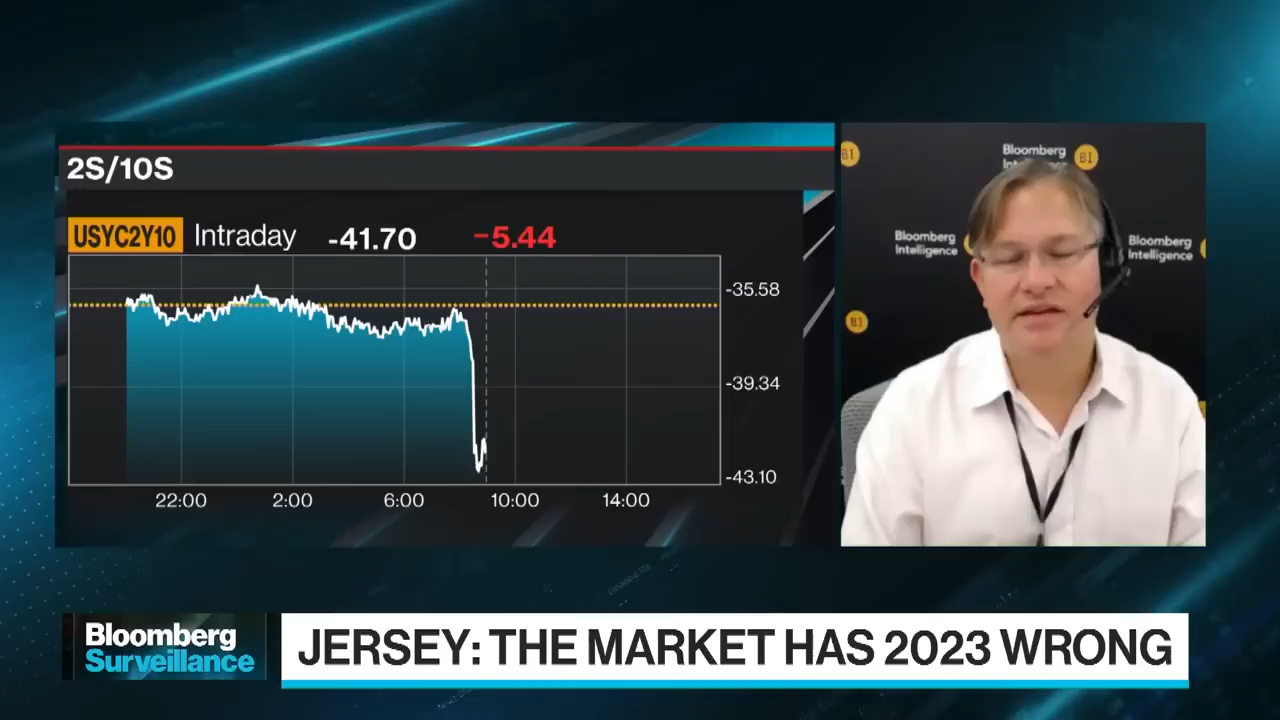 2S/10S
USYC2Y10 Intraday -41.70 -5.44
-35.58
-39.34
-43.10
22:00 2:00 6:00 10:00 14:00
BI
Bloomberg
BI
Bloomberg
Intelligence
Bloomberg
Intelligence
BI
Bloomberg
Surveillance
JERSEY: THE MARKET HAS 2023 WRONG